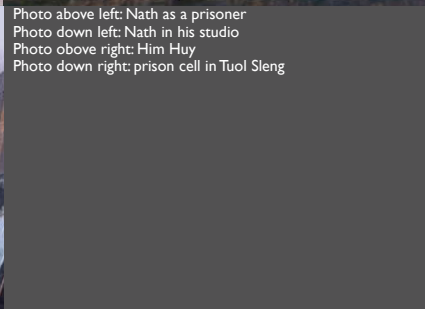 Photo above left: Nath as a prisoner
Photo down left: Nath in his studio
Photo obove right: Him Huy
Photo down right: prison cell in Tuol Sleng